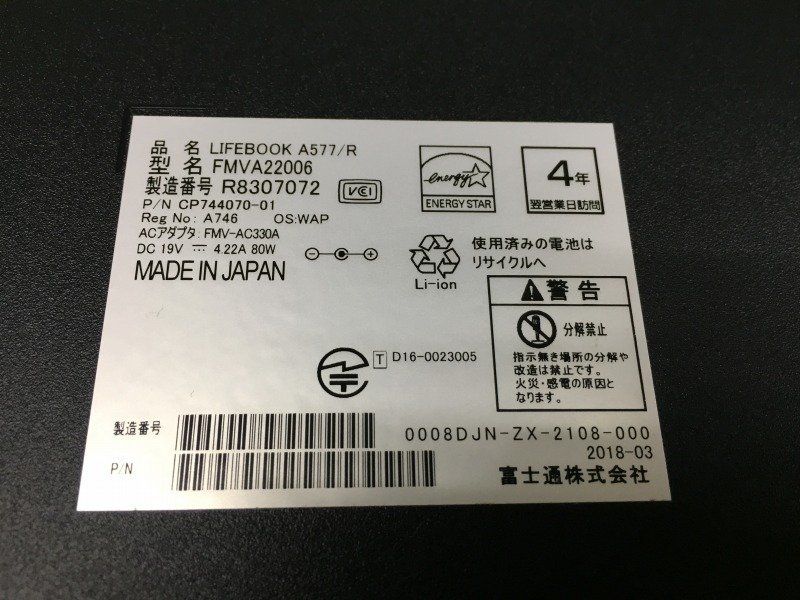 品 名 LIFEBOOK A577/R
型 名 FMVA22006
製造番号 R8307072
VCCI
P/N CP744070-01
Reg No: A746 OS:WAP
ACアダプタ: FMV-AC330A
DC 19V ⎓ 4.22A 80W
MADE IN JAPAN
energy
ENERGY STAR
4年
翌営業日訪問
使用済みの電池は
リサイクルへ
Li-ion
警告
分解禁止
指示無き場所の分解や
改造は禁止です。
火災・感電の原因と
なります。
T D16-0023005
製造番号
P/N
0008DJN-ZX-2108-000
2018-03
富士通株式会社